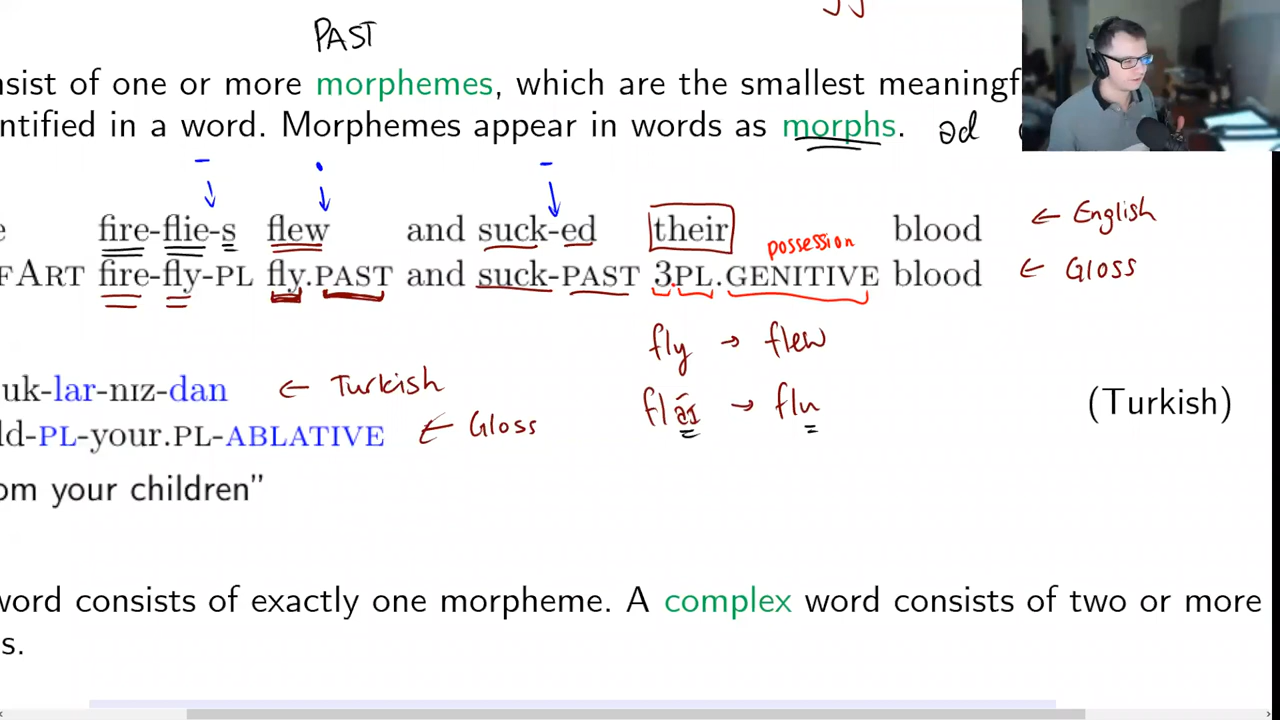 PAST
nsist of one or more morphemes, which are the smallest meaningf
ntified in a word. Morphemes appear in words as morphs. əd
e fire-flie-s flew and suck-ed their blood ← English
possession
FART fire-fly-PL fly.PAST and suck-PAST 3PL.GENITIVE blood ← Gloss
fly → flew
uk-lar-nız-dan ← Turkish
flaɪ → flu
(Turkish)
ld-PL-your.PL-ABLATIVE ← Gloss
om your children”
word consists of exactly one morpheme. A complex word consists of two or more
s.